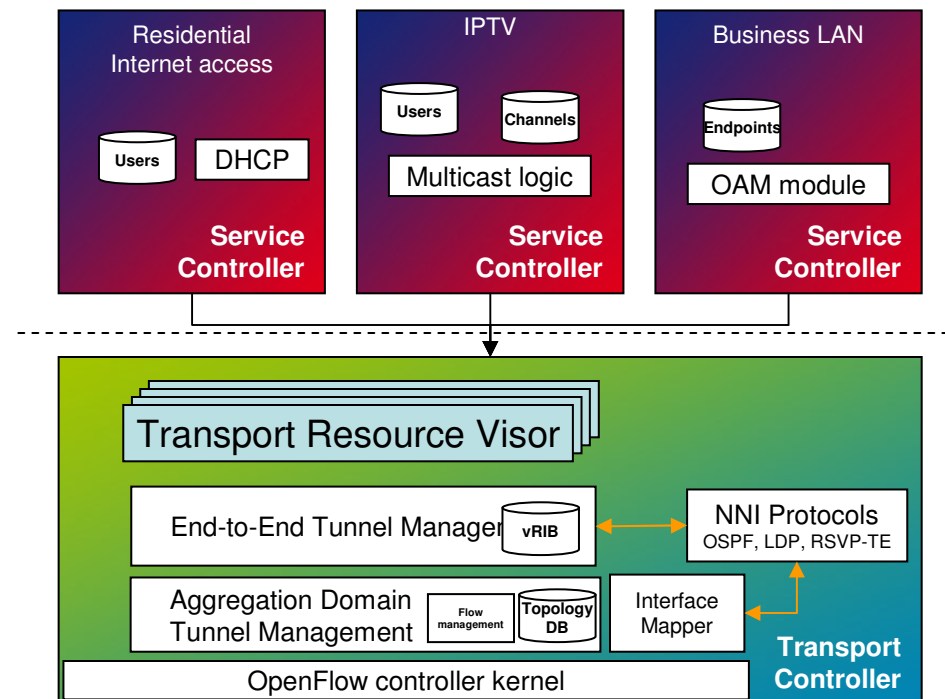 Residential
Internet access
Users
DHCP
Service
Controller
IPTV
Users
Channels
Multicast logic
Service
Controller
Business LAN
Endpoints
OAM module
Service
Controller
Transport Resource Visor
End-to-End Tunnel Manager
vRIB
NNI Protocols
OSPF, LDP, RSVP-TE
Aggregation Domain
Tunnel Management
Flow
management
Topology
DB
Interface
Mapper
Transport
Controller
OpenFlow controller kernel